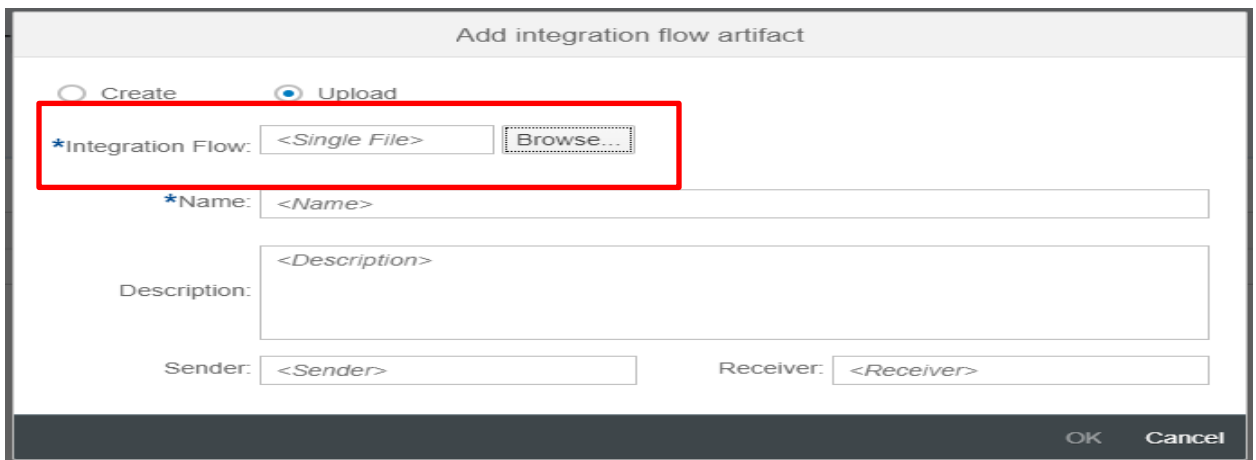 Add integration flow artifact
Create Upload
*Integration Flow: <Single File> Browse...
*Name: <Name>
<Description>
Description:
Sender: <Sender> Receiver: <Receiver>
OK Cancel